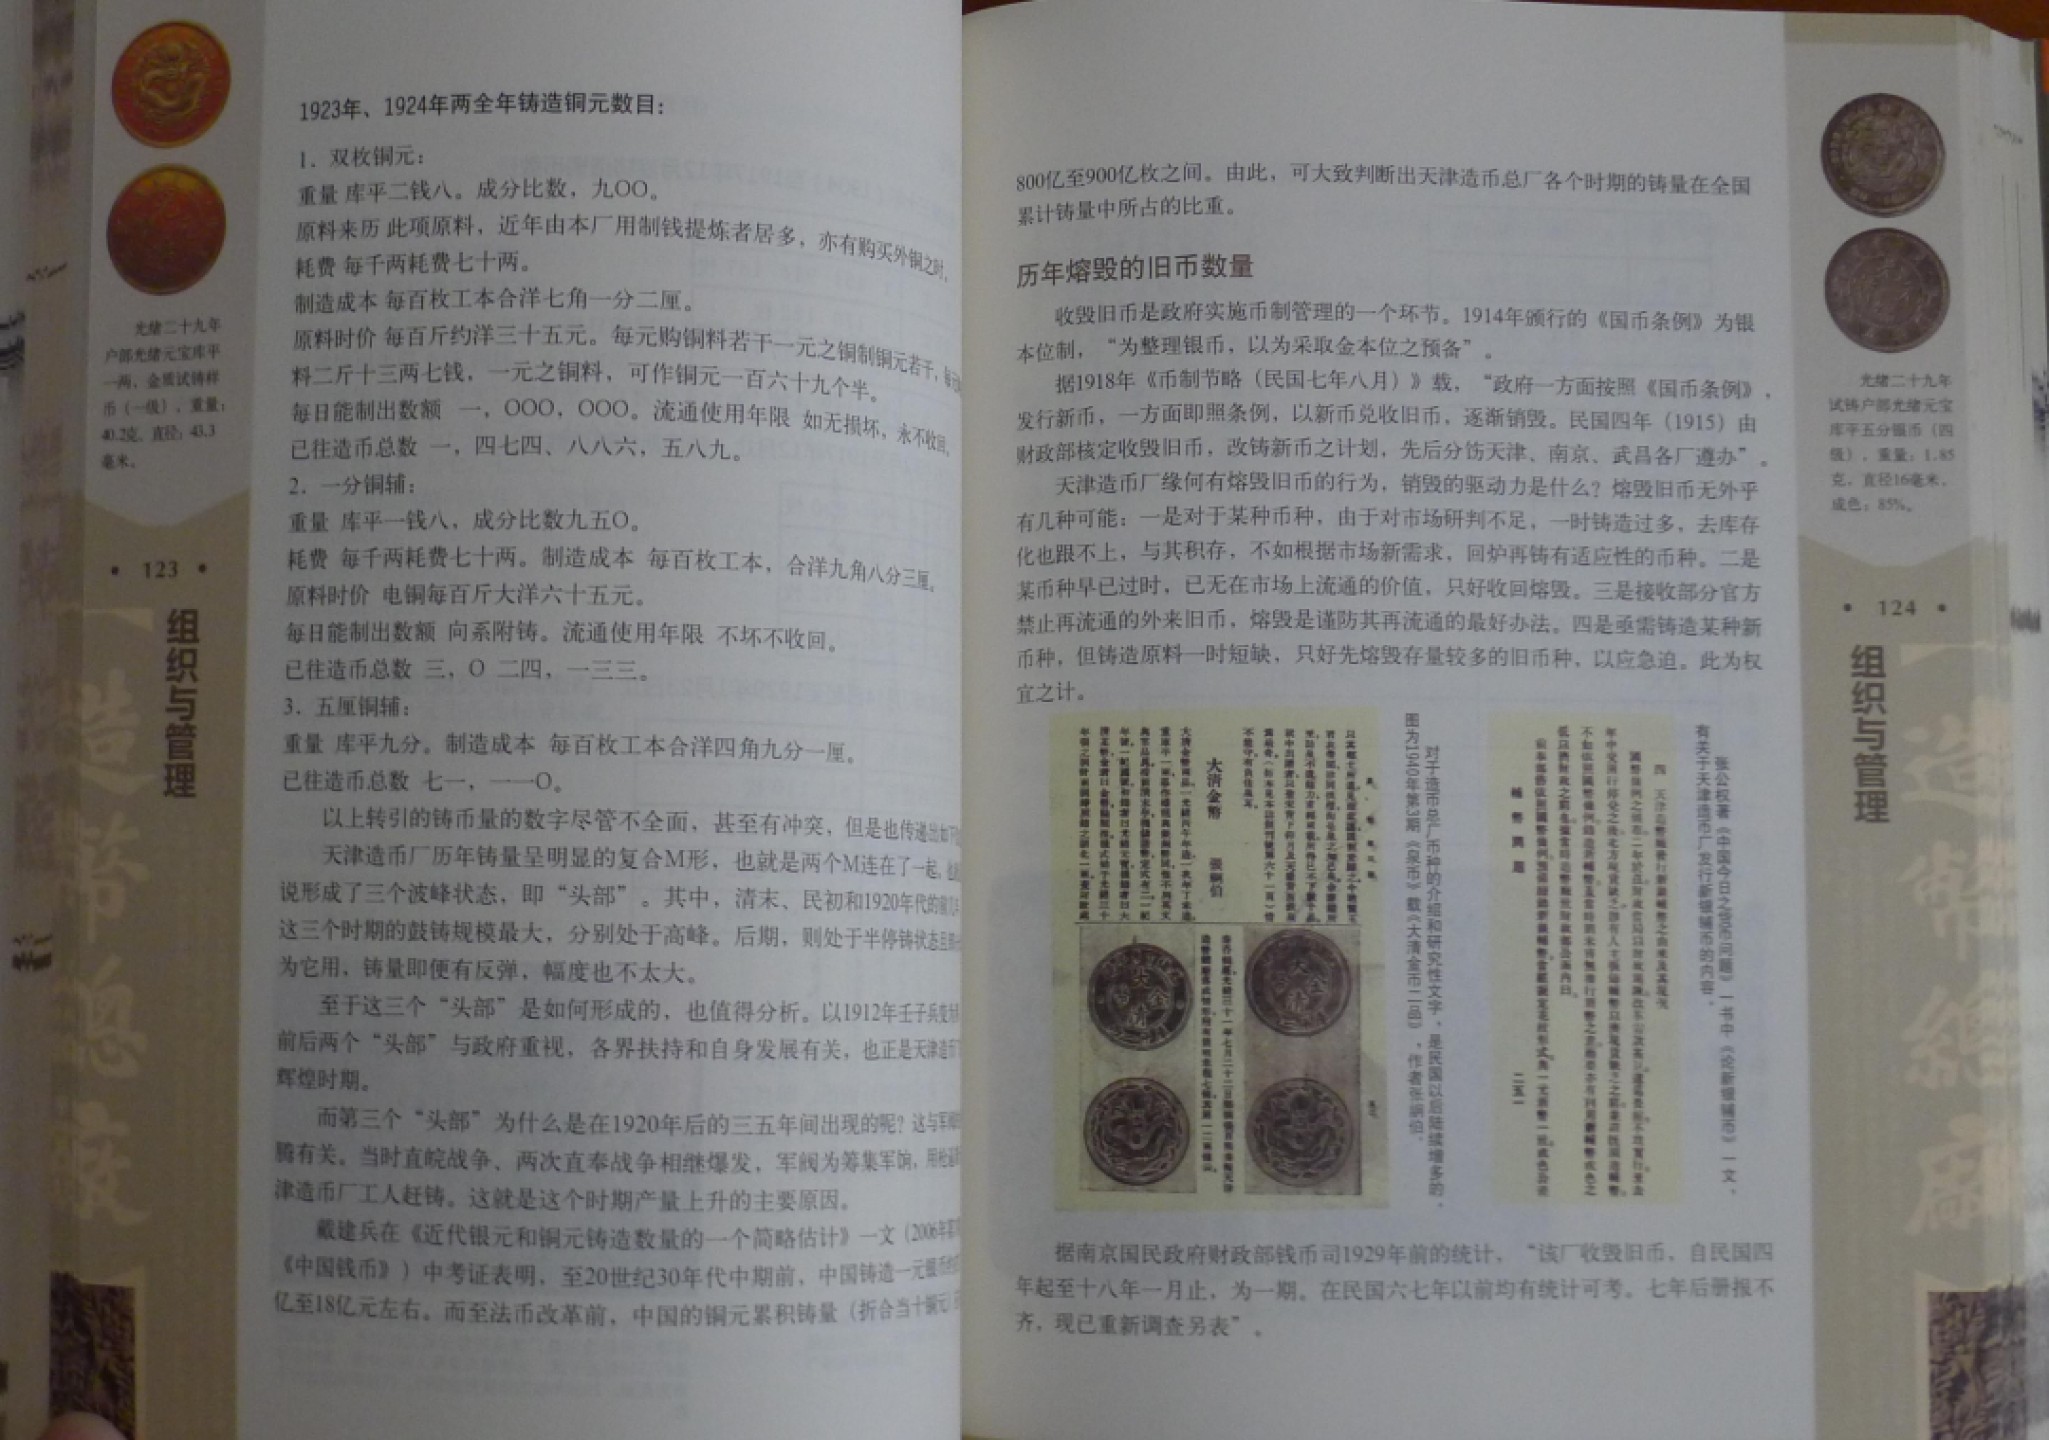 1923年、1924年两全年铸造铜元数目：
1．双枚铜元：
重量 库平二钱八。成分比数，九OO。
原料来历 此项原料，近年由本厂用制钱提炼者居多，亦有购买外铜之时，
耗费 每千两耗费七十两。
制造成本 每百枚工本合洋七角一分二厘。
原料时价 每百斤约洋三十五元。每元购铜料若干一元之铜制铜元若干，
料二斤十三两七钱，一元之铜料，可作铜元一百六十九个半。
每日能制出数额 一，OOO，OOO。流通使用年限 如无损坏，永不收回。
已往造币总数 一，四七四、八八六，五八九。
2．一分铜辅：
重量 库平一钱八，成分比数九五O。
耗费 每千两耗费七十两。制造成本 每百枚工本，合洋九角八分三厘。
原料时价 电铜每百斤大洋六十五元。
每日能制出数额 向系附铸。流通使用年限 不坏不收回。
已往造币总数 三，O 二四，一三三。
3．五厘铜辅：
重量 库平九分。制造成本 每百枚工本合洋四角九分一厘。
已往造币总数 七一，一一O。
以上转引的铸币量的数字尽管不全面，甚至有冲突，但是也传递出如下
天津造币厂历年铸量呈明显的复合M形，也就是两个M连在了一起，
说形成了三个波峰状态，即“头部”。其中，清末、民初和1920年代的
这三个时期的鼓铸规模最大，分别处于高峰。后期，则处于半停铸状态
为它用，铸量即便有反弹，幅度也不太大。
至于这三个“头部”是如何形成的，也值得分析。以1912年壬子兵变
前后两个“头部”与政府重视，各界扶持和自身发展有关，也正是天津造币
辉煌时期。
而第三个“头部”为什么是在1920年后的三五年间出现的呢？这与军阀
腾有关。当时直皖战争、两次直奉战争相继爆发，军阀为筹集军饷，
津造币厂工人赶铸。这就是这个时期产量上升的主要原因。
戴建兵在《近代银元和铜元铸造数量的一个简略估计》一文（2006年
《中国钱币》）中考证表明，至20世纪30年代中期前，中国铸造一元银币
亿至18亿元左右。而至法币改革前，中国的铜元累积铸量（折合当十铜元）
光绪二十九年
户部光绪元宝库平
一两，金质试铸样
币（一级），重量：
40.2克，直径：43.3
毫米。
• 123 •
组织与管理
造币总厂
800亿至900亿枚之间。由此，可大致判断出天津造币总厂各个时期的铸量在全国
累计铸量中所占的比重。
历年熔毁的旧币数量
收毁旧币是政府实施币制管理的一个环节。1914年颁行的《国币条例》为银
本位制，“为整理银币，以为采取金本位之预备”。
据1918年《币制节略（民国七年八月）》载，“政府一方面按照《国币条例》，
发行新币，一方面即照条例，以新币兑收旧币，逐渐销毁。民国四年（1915）由
财政部核定收毁旧币，改铸新币之计划，先后分饬天津、南京、武昌各厂遵办”。
天津造币厂缘何有熔毁旧币的行为，销毁的驱动力是什么？熔毁旧币无外乎
有几种可能：一是对于某种币种，由于对市场研判不足，一时铸造过多，去库存
化也跟不上，与其积存，不如根据市场新需求，回炉再铸有适应性的币种。二是
某币种早已过时，已无在市场上流通的价值，只好收回熔毁。三是接收部分官方
禁止再流通的外来旧币，熔毁是谨防其再流通的最好办法。四是亟需铸造某种新
币种，但铸造原料一时短缺，只好先熔毁存量较多的旧币种，以应急迫。此为权
宜之计。
张公权著《中国今日之货币问题》一书中《论新银辅币》一文，
有关于天津造币厂发行新银辅币的内容。
四 天津造幣廠發行新銀輔幣之由來及其現況
輔幣問題
二五一
对于造币总厂币种的介绍和研究性文字，是民国以后陆续增多的。
图为1940年第3期《泉币》载《大清金币二品》，作者张絅伯。
大清金幣
張絅伯
据南京国民政府财政部钱币司1929年前的统计，“该厂收毁旧币，自民国四
年起至十八年一月止，为一期。在民国六七年以前均有统计可考。七年后册报不
齐，现已重新调查另表”。
光绪二十九年
试铸户部光绪元宝
库平五分银币（四
级），重量：1.85
克，直径16毫米，
成色：85%。
• 124 •
组织与管理
造幣總廠